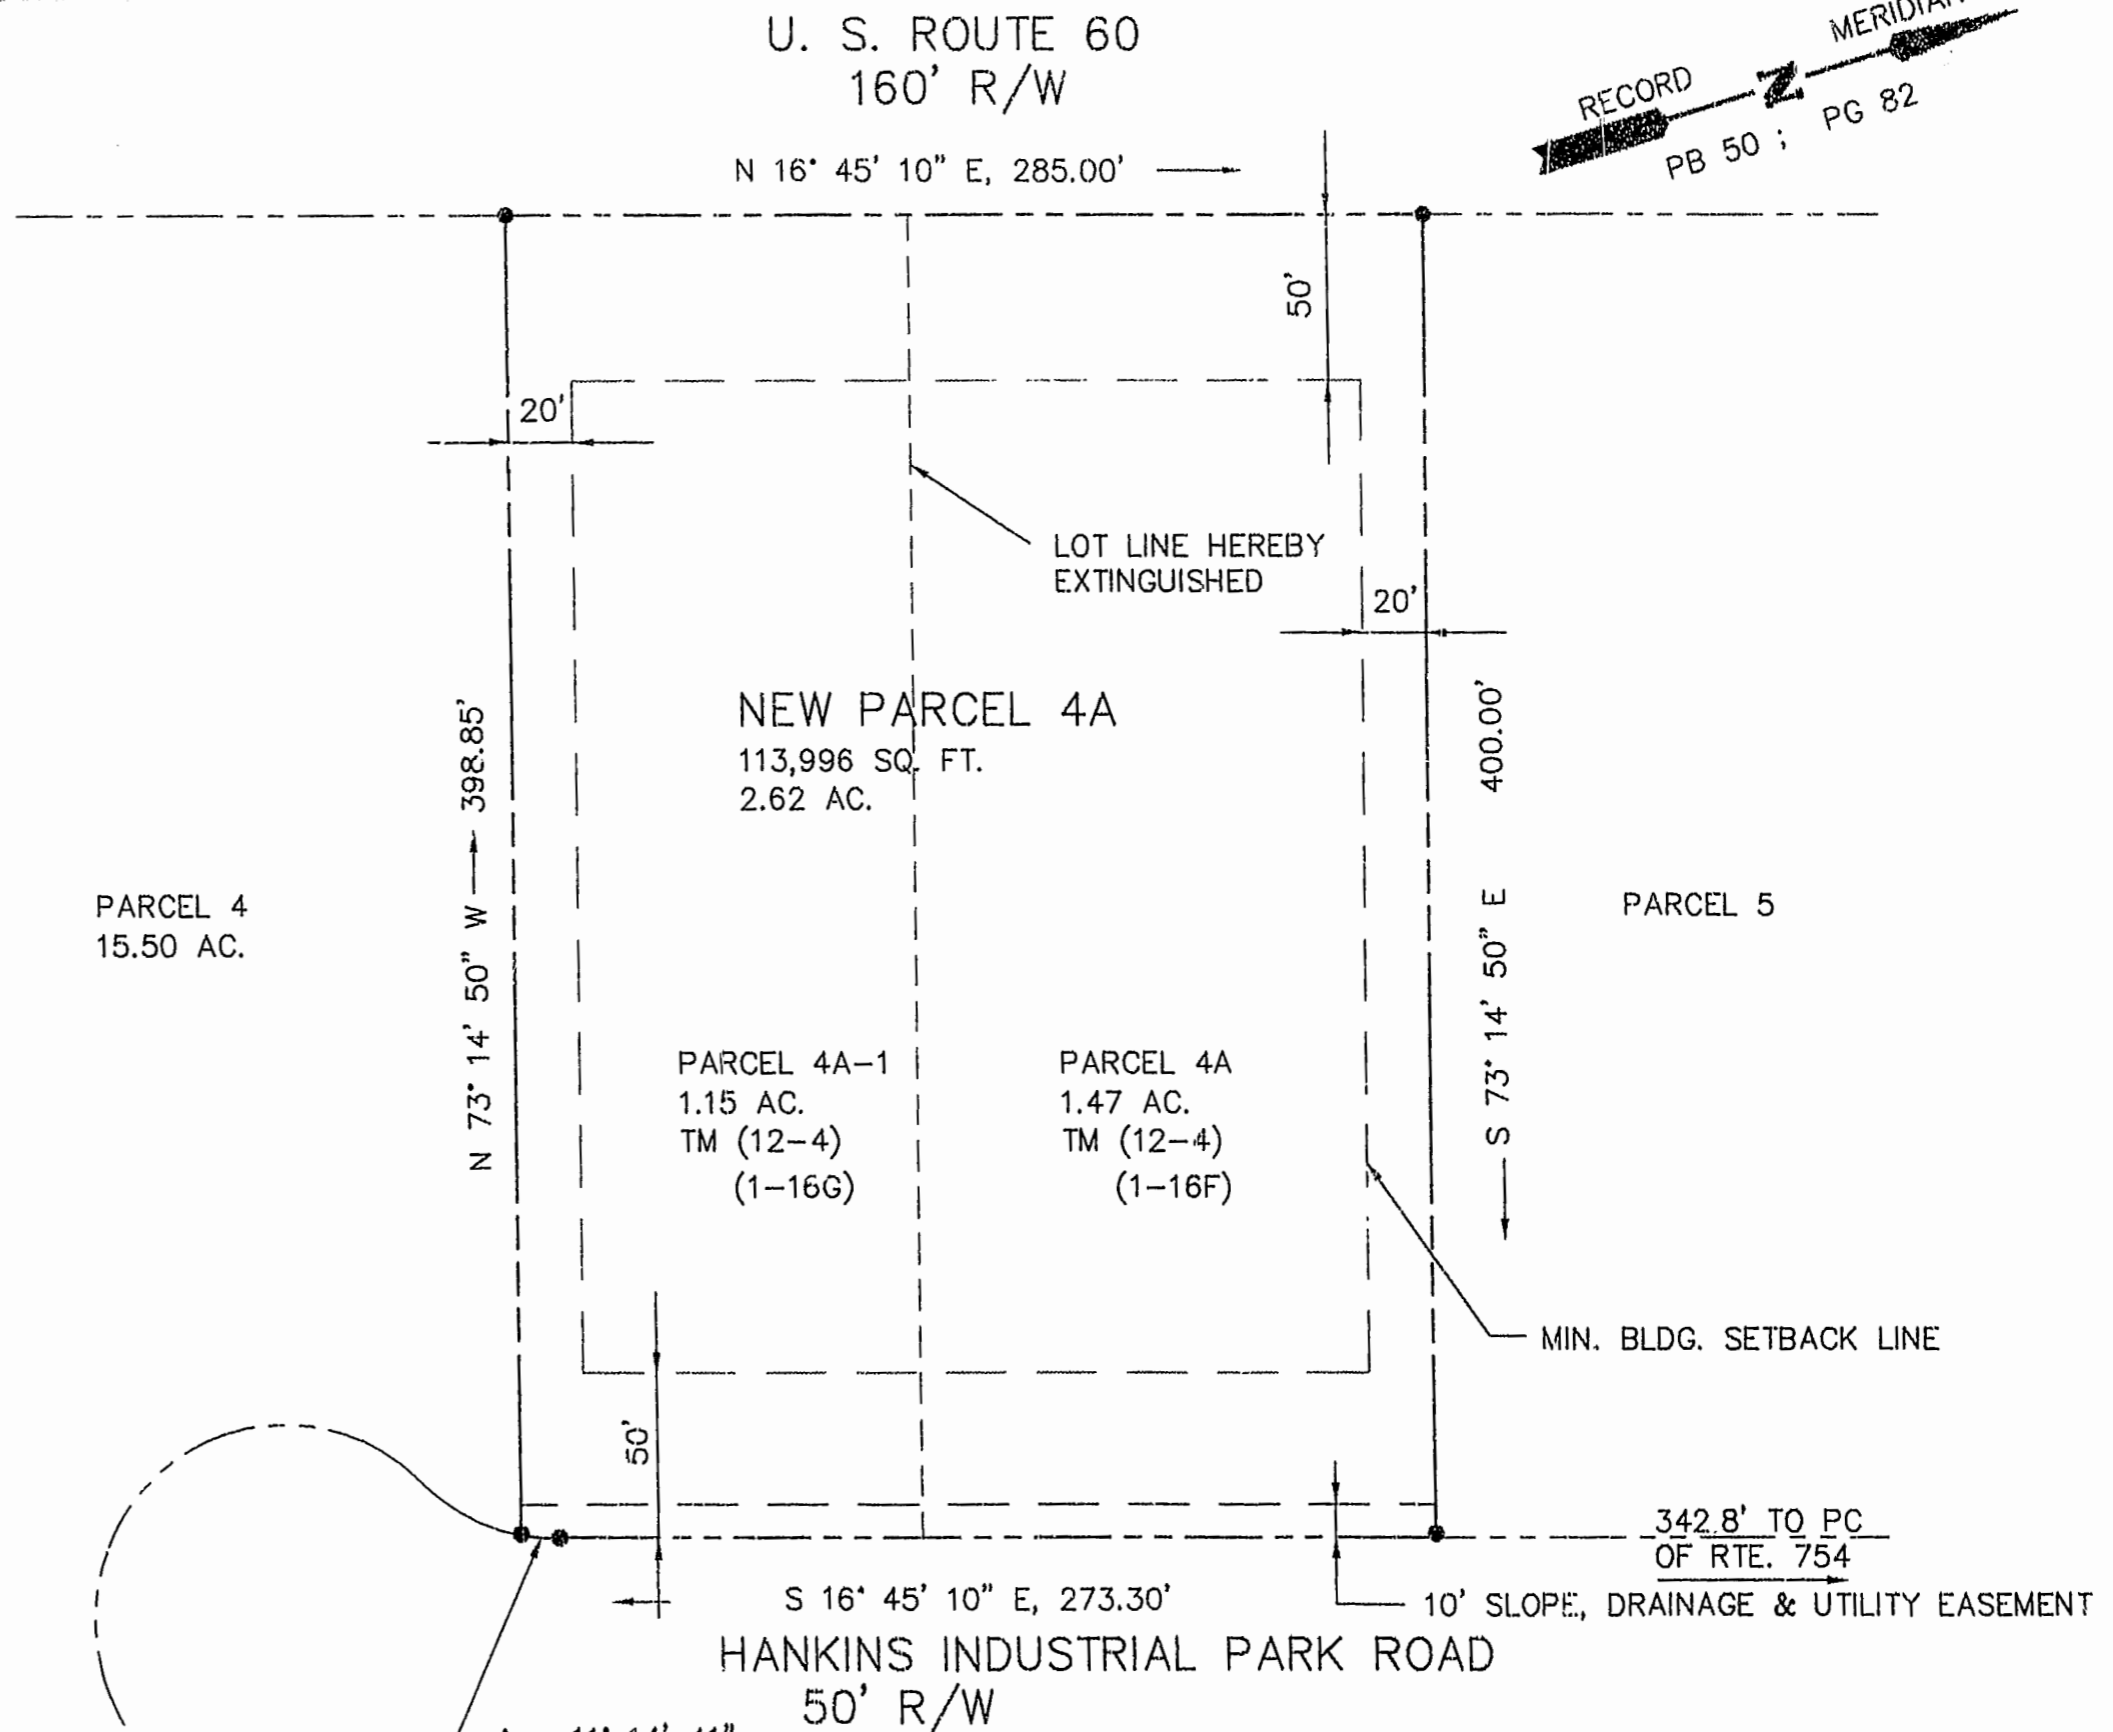 U. S. ROUTE 60
160' R/W
RECORD
N
MERIDIAN
PB 50 ; PG 82
N 16° 45' 10" E, 285.00'
50'
20'
LOT LINE HEREBY
EXTINGUISHED
20'
NEW PARCEL 4A
113,996 SQ. FT.
2.62 AC.
N 73° 14' 50" W 398.85'
S 73° 14' 50" E 400.00'
PARCEL 4
15.50 AC.
PARCEL 5
PARCEL 4A-1
1.15 AC.
TM (12-4)
(1-16G)
PARCEL 4A
1.47 AC.
TM (12-4)
(1-16F)
MIN. BLDG. SETBACK LINE
50'
342.8' TO PC
OF RTE. 754
S 16° 45' 10" E, 273.30'
10' SLOPE, DRAINAGE & UTILITY EASEMENT
HANKINS INDUSTRIAL PARK ROAD
50' R/W